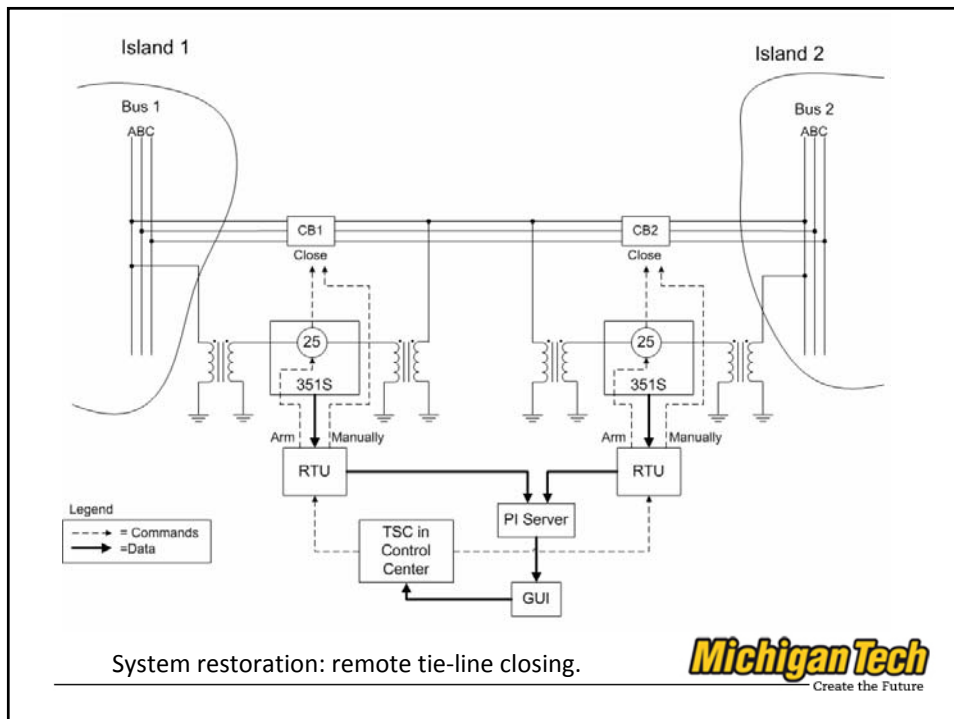 Island 1
Island 2
Bus 1
Bus 2
ABC
ABC
CB1
CB2
Close
Close
25
25
351S
351S
Arm
Manually
Arm
Manually
RTU
RTU
PI Server
Legend
= Commands
=Data
TSC in
Control
Center
GUI
System restoration: remote tie-line closing.
Michigan Tech
Create the Future